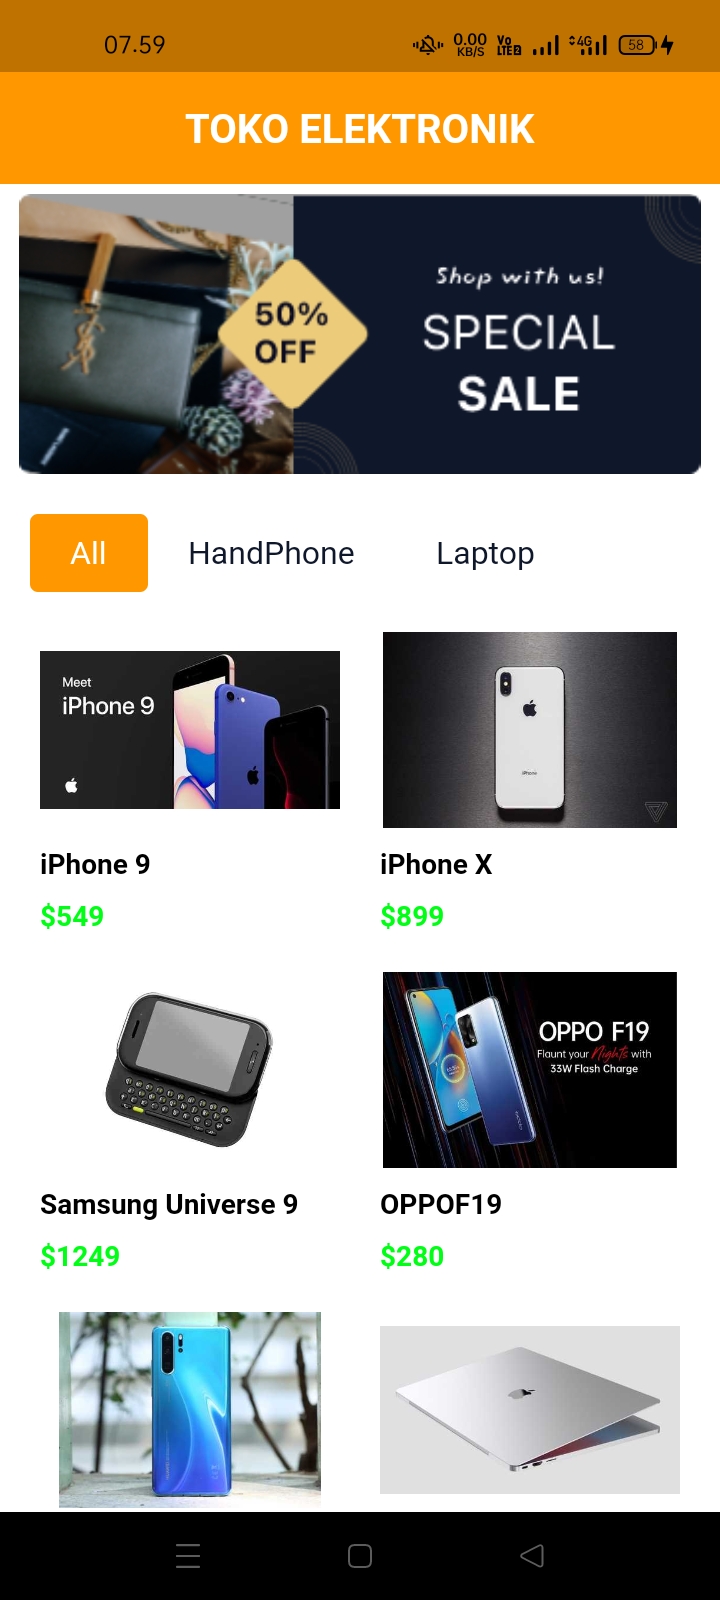 07.59
0.00
KB/S
Vo
LTE2
4G
58
TOKO ELEKTRONIK
50%
OFF
Shop with us!
SPECIAL
SALE
All
HandPhone
Laptop
Meet
iPhone 9
iPhone
iPhone 9
iPhone X
$549
$899
OPPO F19
Flaunt your Nights with
33W Flash Charge
Samsung Universe 9
OPPOF19
$1249
$280